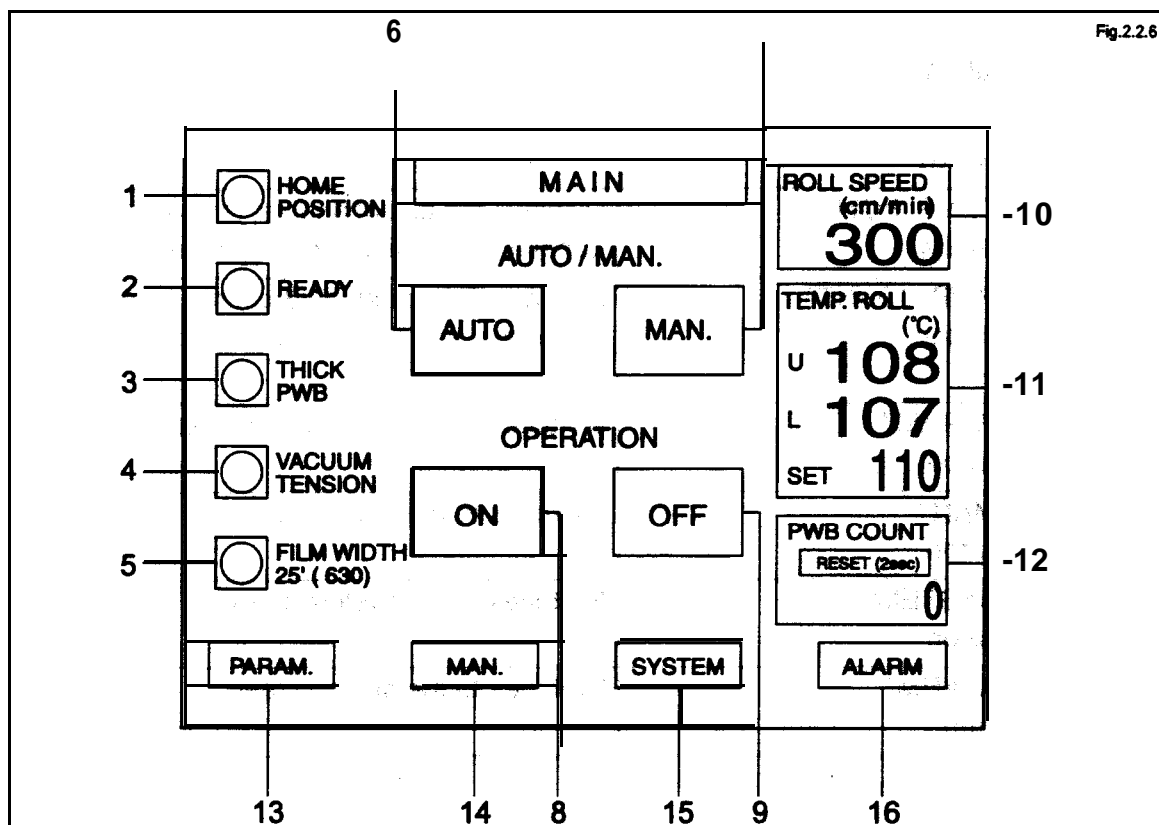 Fig.2.2.6
6
MAIN
1
HOME
POSITION
2
READY
3
THICK
PWB
4
VACUUM
TENSION
5
FILM WIDTH
25' ( 630)
AUTO / MAN.
AUTO
MAN.
OPERATION
ON
OFF
ROLL SPEED
(cm/min)
300
-10
TEMP. ROLL
(°C)
U 108
L 107
SET 110
-11
PWB COUNT
RESET (2sec)
0
-12
PARAM.
MAN.
SYSTEM
ALARM
13
14
8
15
9
16